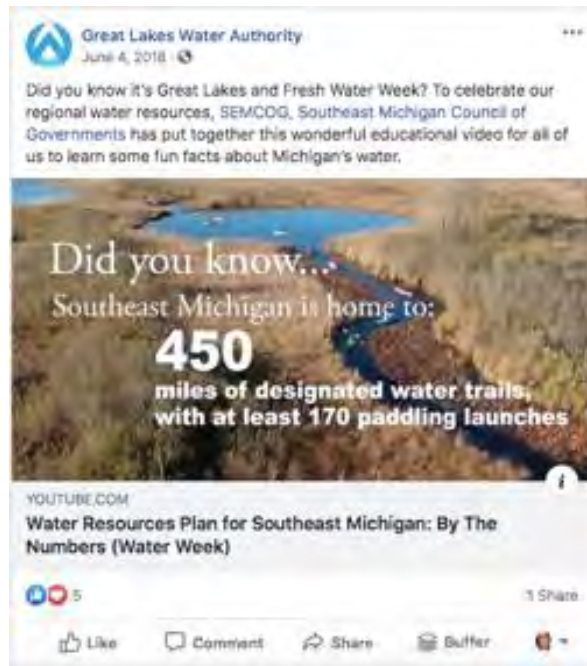 Great Lakes Water Authority
June 4, 2018
Did you know it's Great Lakes and Fresh Water Week? To celebrate our
regional water resources, SEMCOG, Southeast Michigan Council of
Governments has put together this wonderful educational video for all of
us to learn some fun facts about Michigan's water.
Did you know...
Southeast Michigan is home to:
450
miles of designated water trails,
with at least 170 paddling launches
i
YOUTUBE.COM
Water Resources Plan for Southeast Michigan: By The
Numbers (Water Week)
5 1 Share
Like Comment Share Buffer